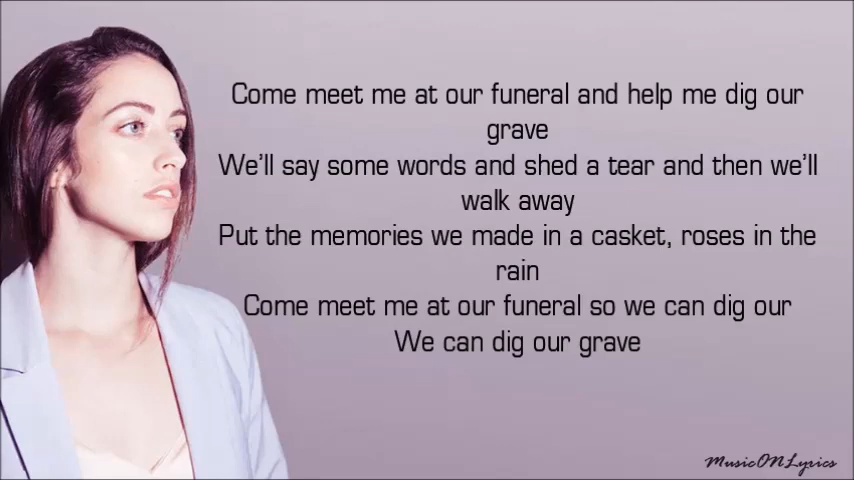 Come meet me at our funeral and help me dig our
grave
We'll say some words and shed a tear and then we'll
walk away
Put the memories we made in a casket, roses in the
rain
Come meet me at our funeral so we can dig our
We can dig our grave
MusicONLyrics